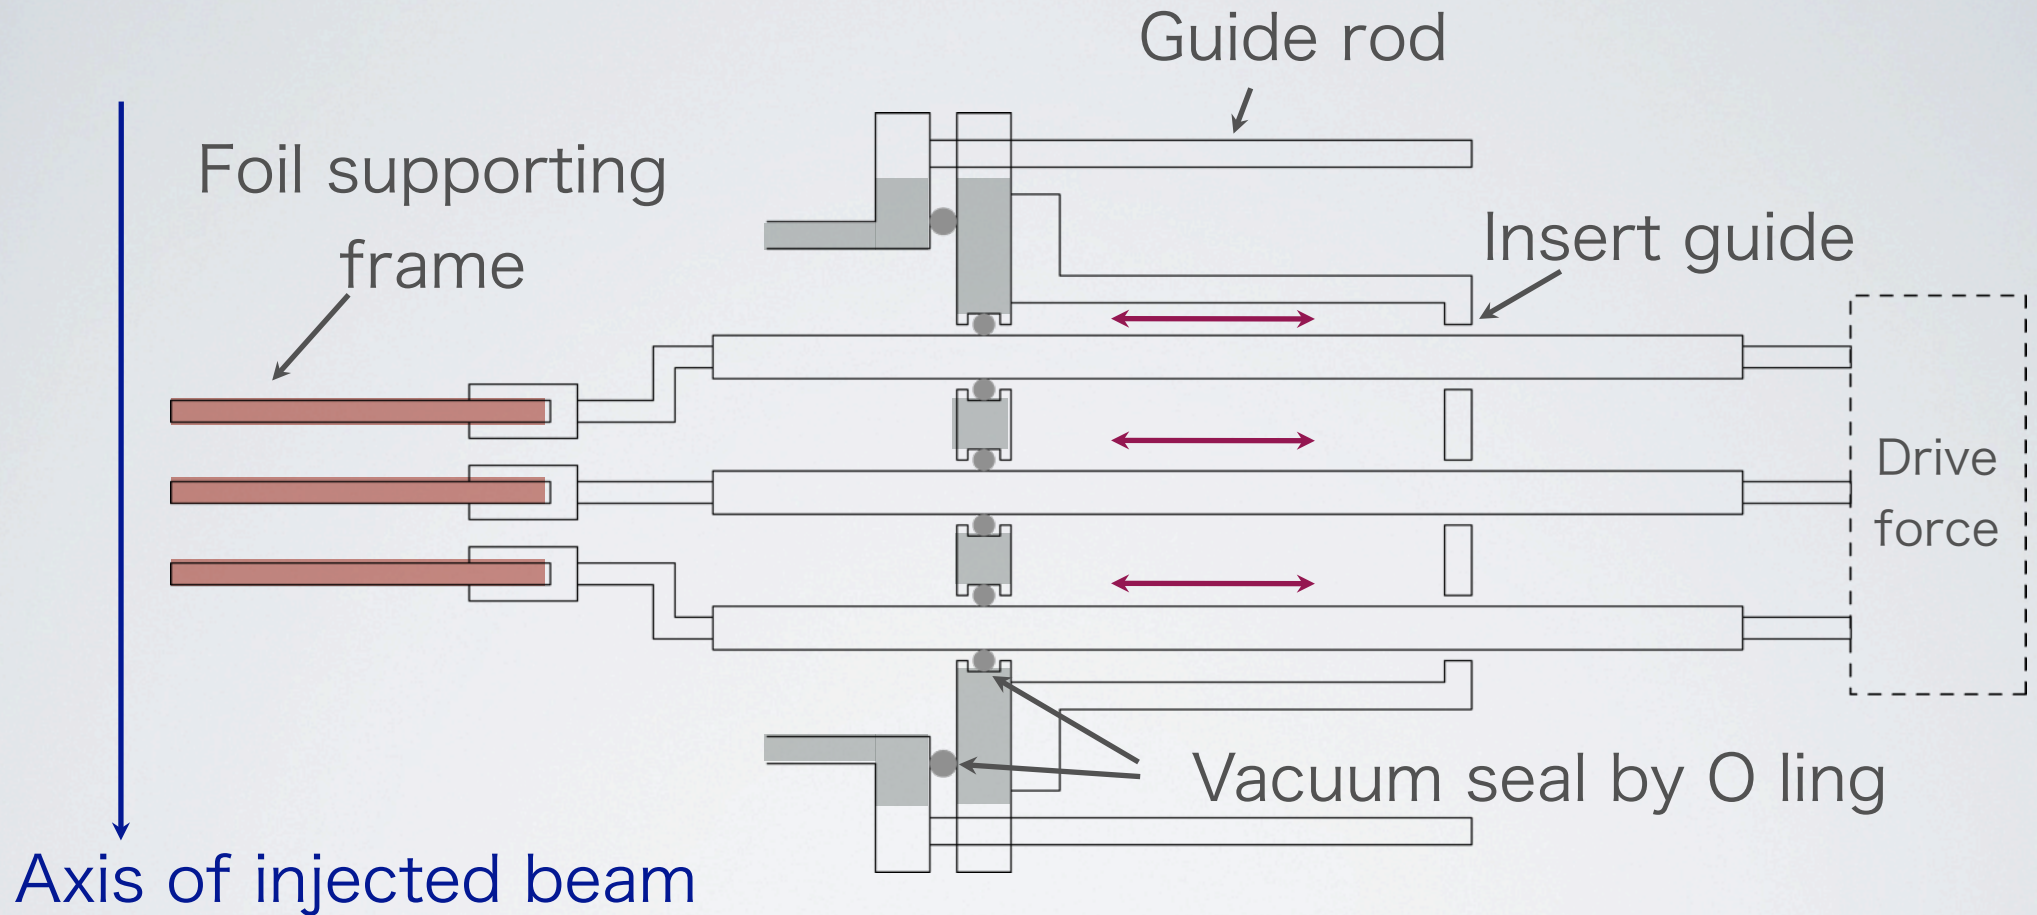 Guide rod
Foil supporting
frame
Insert guide
Drive
force
Vacuum seal by O ling
Axis of injected beam